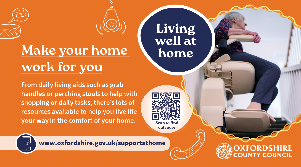 Make your home
work for you
From daily living aids such as grab
handles or perching stools to help with
shopping or daily tasks, there's lots of
resources available to help you live life
your way in the comfort of your home.
Living
well at
home
www.oxfordshire.gov.uk/supportathome
OXFORDSHIRE
COUNTY COUNCIL